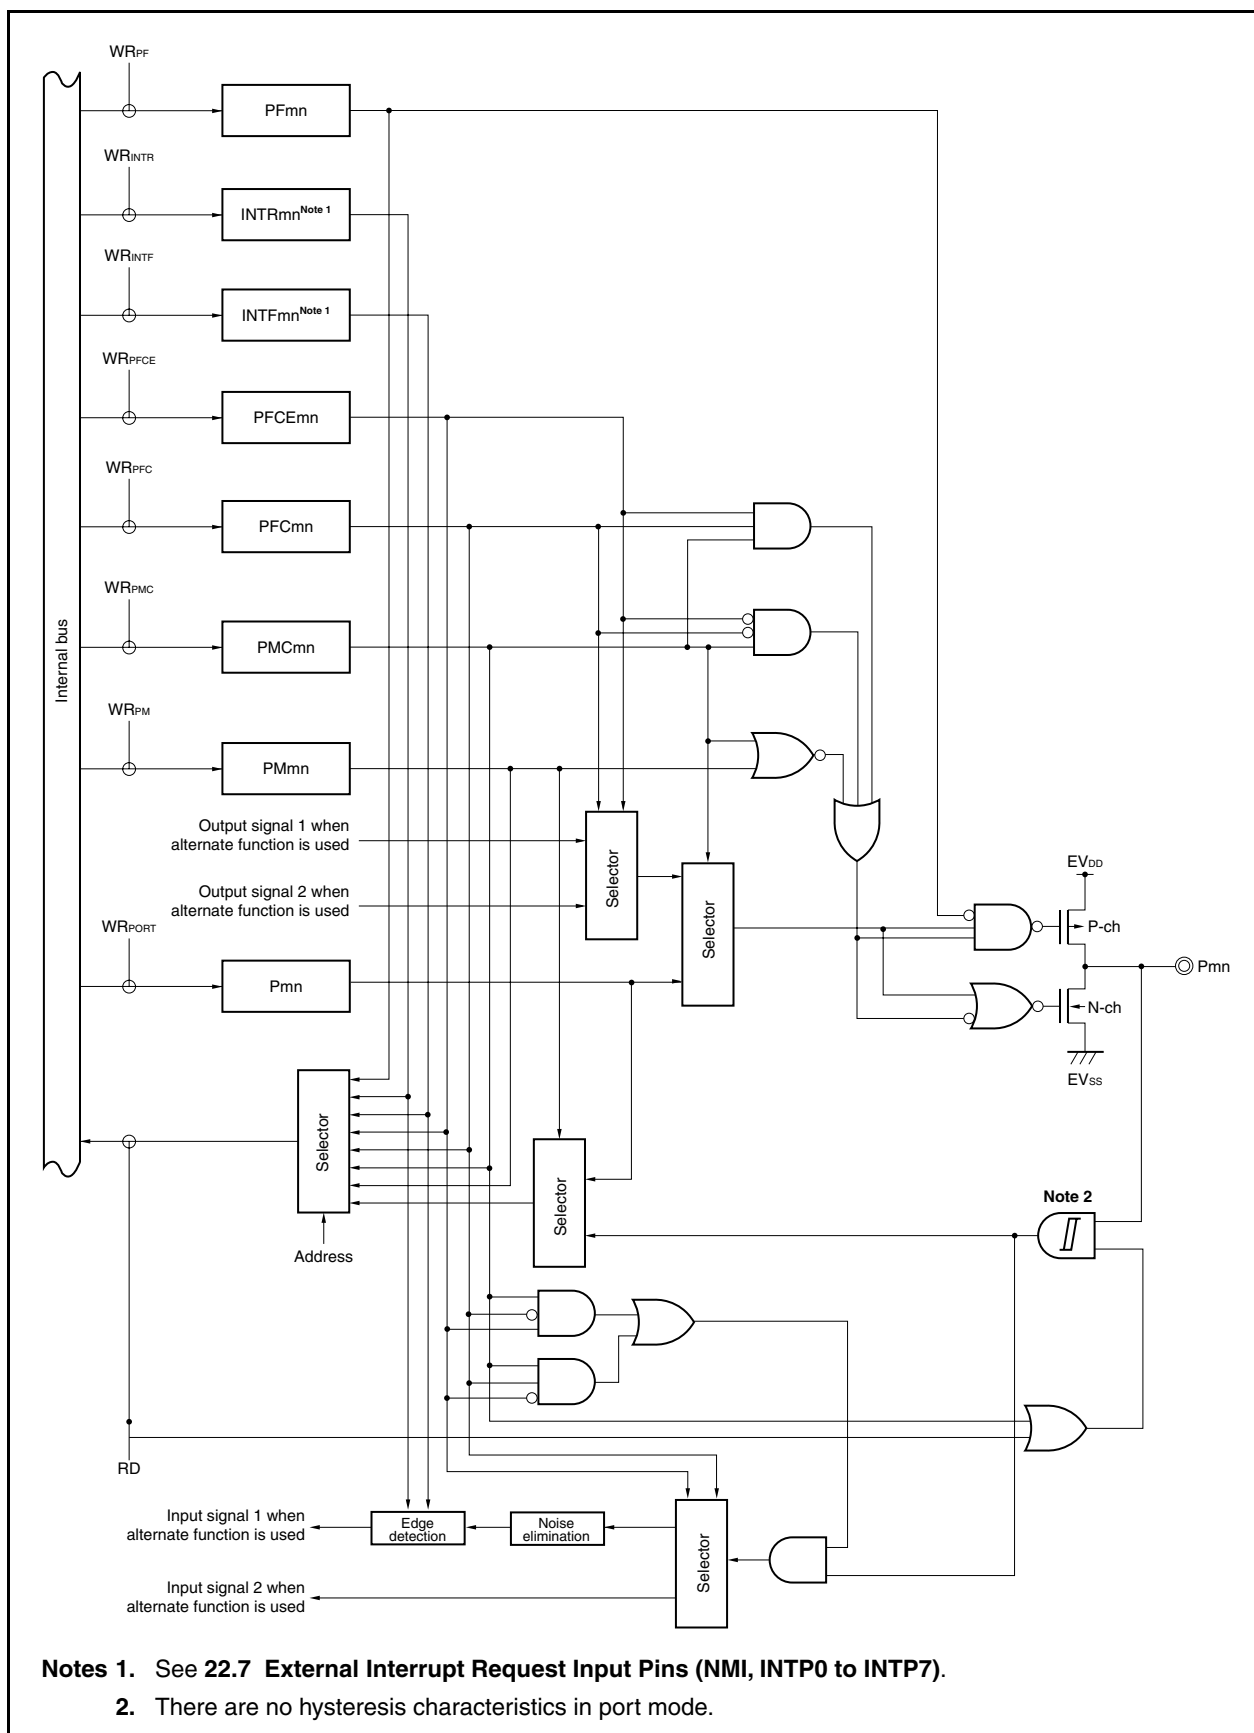 WRPF
PFmn
WRINTR
INTRmnNote 1
WRINTF
INTFmnNote 1
WRPFCE
PFCEmn
WRPFC
PFCmn
WRPMC
PMCmn
Internal bus
WRPM
PMmn
Output signal 1 when
alternate function is used
Output signal 2 when
alternate function is used
Selector
Selector
EVDD
P-ch
WRPORT
Pmn
Pmn
N-ch
EVSS
Selector
Selector
Note 2
Address
RD
Input signal 1 when
alternate function is used
Edge
detection
Noise
elimination
Selector
Input signal 2 when
alternate function is used
Notes 1. See 22.7 External Interrupt Request Input Pins (NMI, INTP0 to INTP7).
2. There are no hysteresis characteristics in port mode.